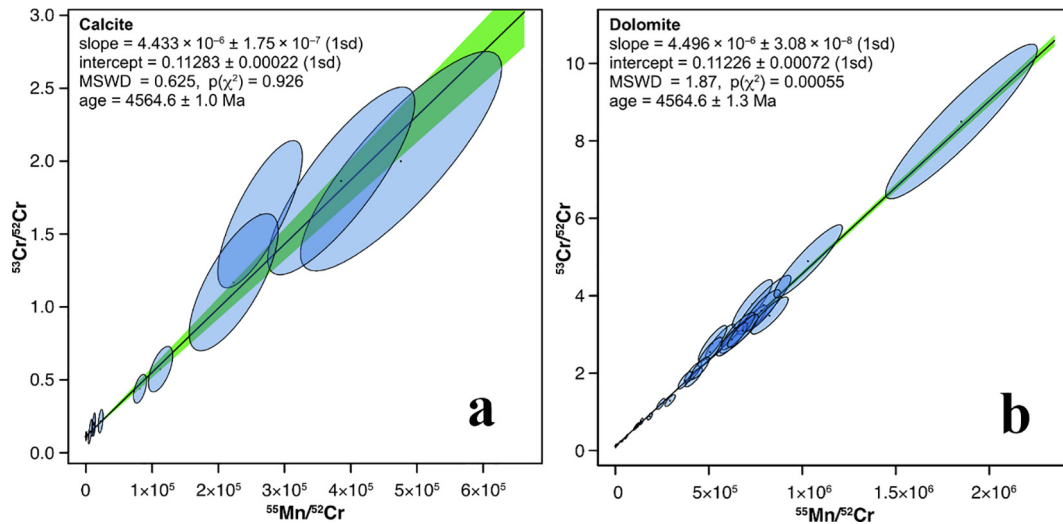 Calcite
slope = 4.433 × 10⁻⁶ ± 1.75 × 10⁻⁷ (1sd)
intercept = 0.11283 ± 0.00022 (1sd)
MSWD = 0.625, p(χ²) = 0.926
age = 4564.6 ± 1.0 Ma
3.0
2.5
2.0
1.5
1.0
0.5
0.0
⁵³Cr/⁵²Cr
a
0 1×10⁵ 2×10⁵ 3×10⁵ 4×10⁵ 5×10⁵ 6×10⁵
⁵⁵Mn/⁵²Cr
Dolomite
slope = 4.496 × 10⁻⁶ ± 3.08 × 10⁻⁸ (1sd)
intercept = 0.11226 ± 0.00072 (1sd)
MSWD = 1.87, p(χ²) = 0.00055
age = 4564.6 ± 1.3 Ma
10
8
6
4
2
0
⁵³Cr/⁵²Cr
b
0 5×10⁵ 1×10⁶ 1.5×10⁶ 2×10⁶
⁵⁵Mn/⁵²Cr